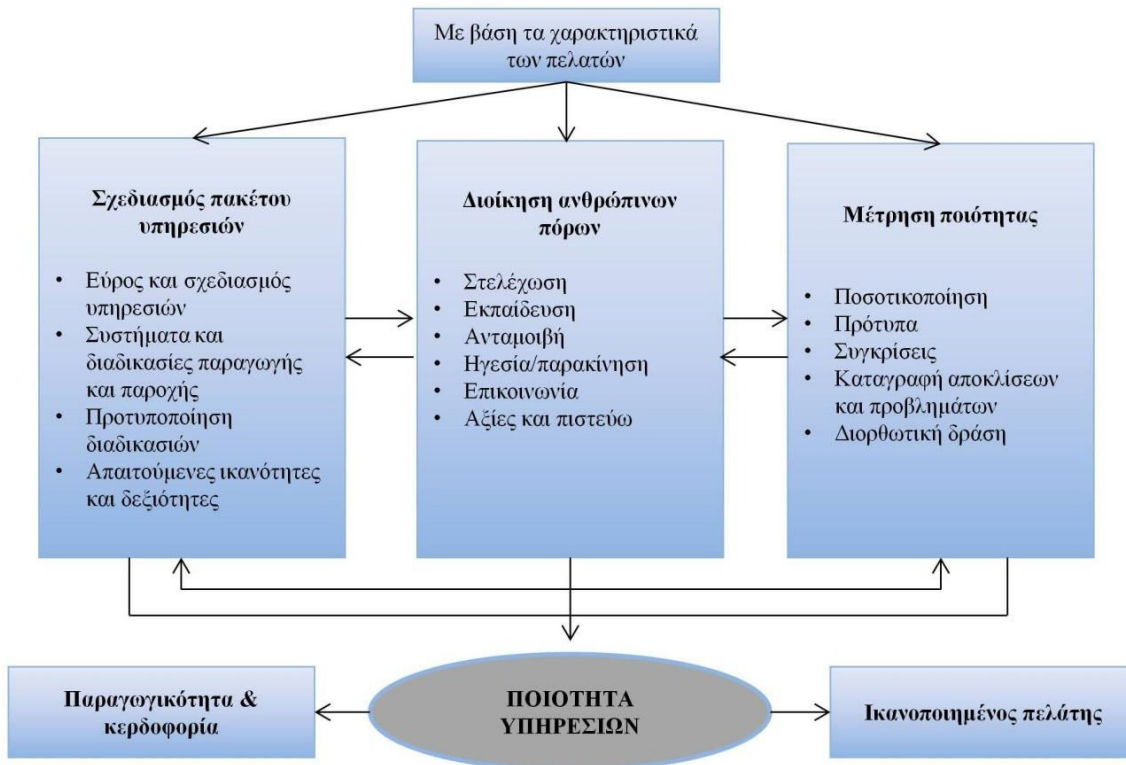 Με βάση τα χαρακτηριστικά
των πελατών
Σχεδιασμός πακέτου
υπηρεσιών
• Εύρος και σχεδιασμός
υπηρεσιών
• Συστήματα και
διαδικασίες παραγωγής
και παροχής
• Προτυποποίηση
διαδικασιών
• Απαιτούμενες ικανότητες
και δεξιότητες
Διοίκηση ανθρώπινων
πόρων
• Στελέχωση
• Εκπαίδευση
• Ανταμοιβή
• Ηγεσία/παρακίνηση
• Επικοινωνία
• Αξίες και πιστεύω
Μέτρηση ποιότητας
• Ποσοτικοποίηση
• Πρότυπα
• Συγκρίσεις
• Καταγραφή αποκλίσεων
και προβλημάτων
• Διορθωτική δράση
Παραγωγικότητα &
κερδοφορία
ΠΟΙΟΤΗΤΑ
ΥΠΗΡΕΣΙΩΝ
Ικανοποιημένος πελάτης